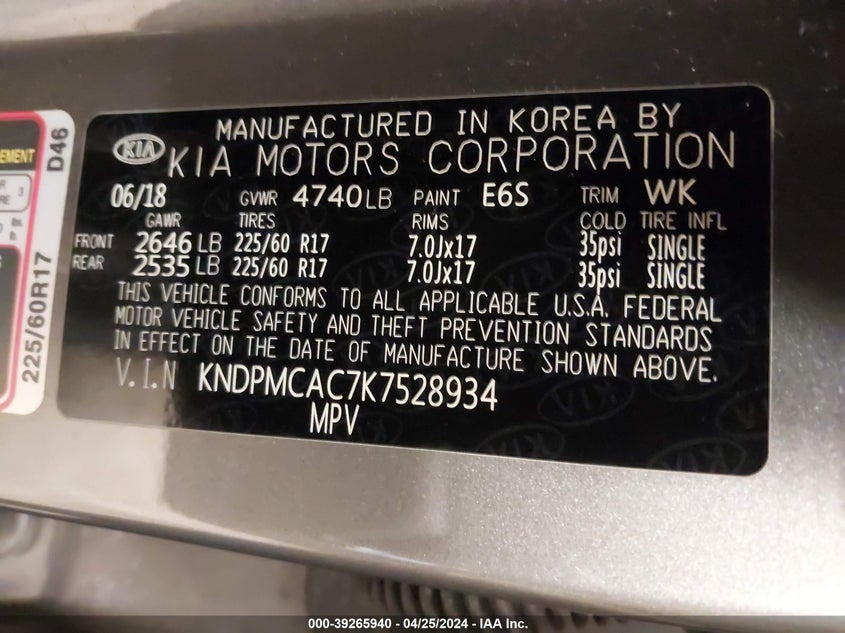 MANUFACTURED IN KOREA BY
KIA KIA MOTORS CORPORATION
06/18 GVWR 4740LB PAINT E6S TRIM WK
GAWR TIRES RIMS COLD TIRE INFL
FRONT 2646 LB 225/60 R17 7.0Jx17 35psi SINGLE
REAR 2535 LB 225/60 R17 7.0Jx17 35psi SINGLE
THIS VEHICLE CONFORMS TO ALL APPLICABLE U.S.A. FEDERAL
MOTOR VEHICLE SAFETY AND THEFT PREVENTION STANDARDS
IN EFFECT ON THE DATE OF MANUFACTURE SHOWN ABOVE.
V.I.N KNDPMCAC7K7528934
MPV
225/60R17 D46
000-39265940 - 04/25/2024 - IAA Inc.